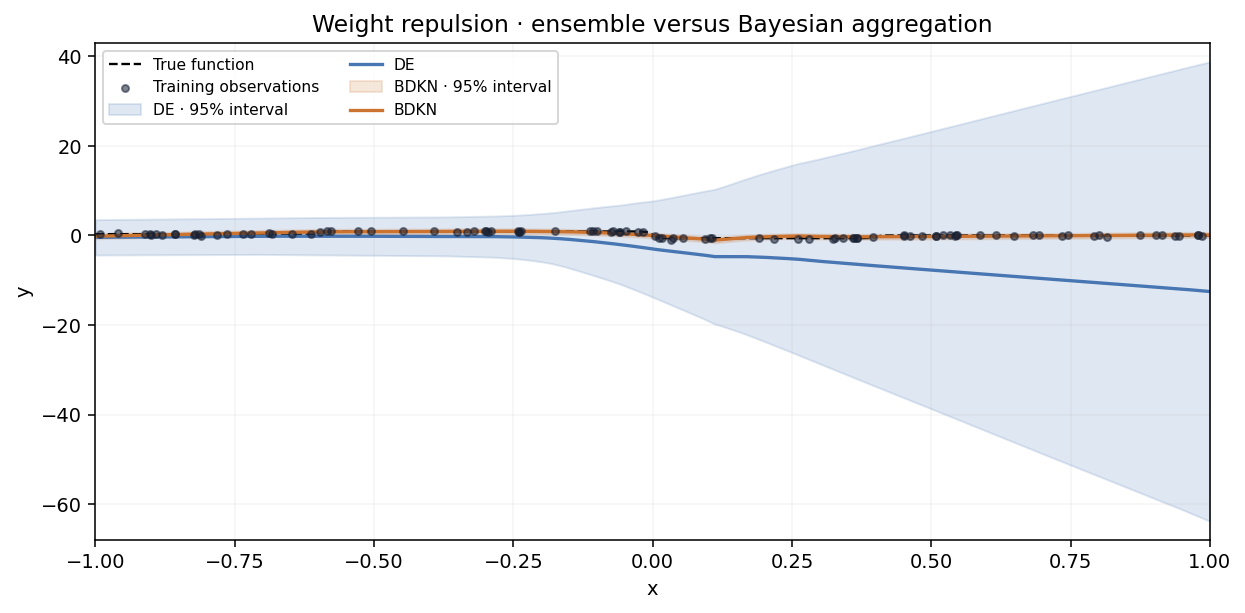 Weight repulsion · ensemble versus Bayesian aggregation
True function
Training observations
DE · 95% interval
DE
BDKN · 95% interval
BDKN
y
40
20
0
−20
−40
−60
−1.00 −0.75 −0.50 −0.25 0.00 0.25 0.50 0.75 1.00
x